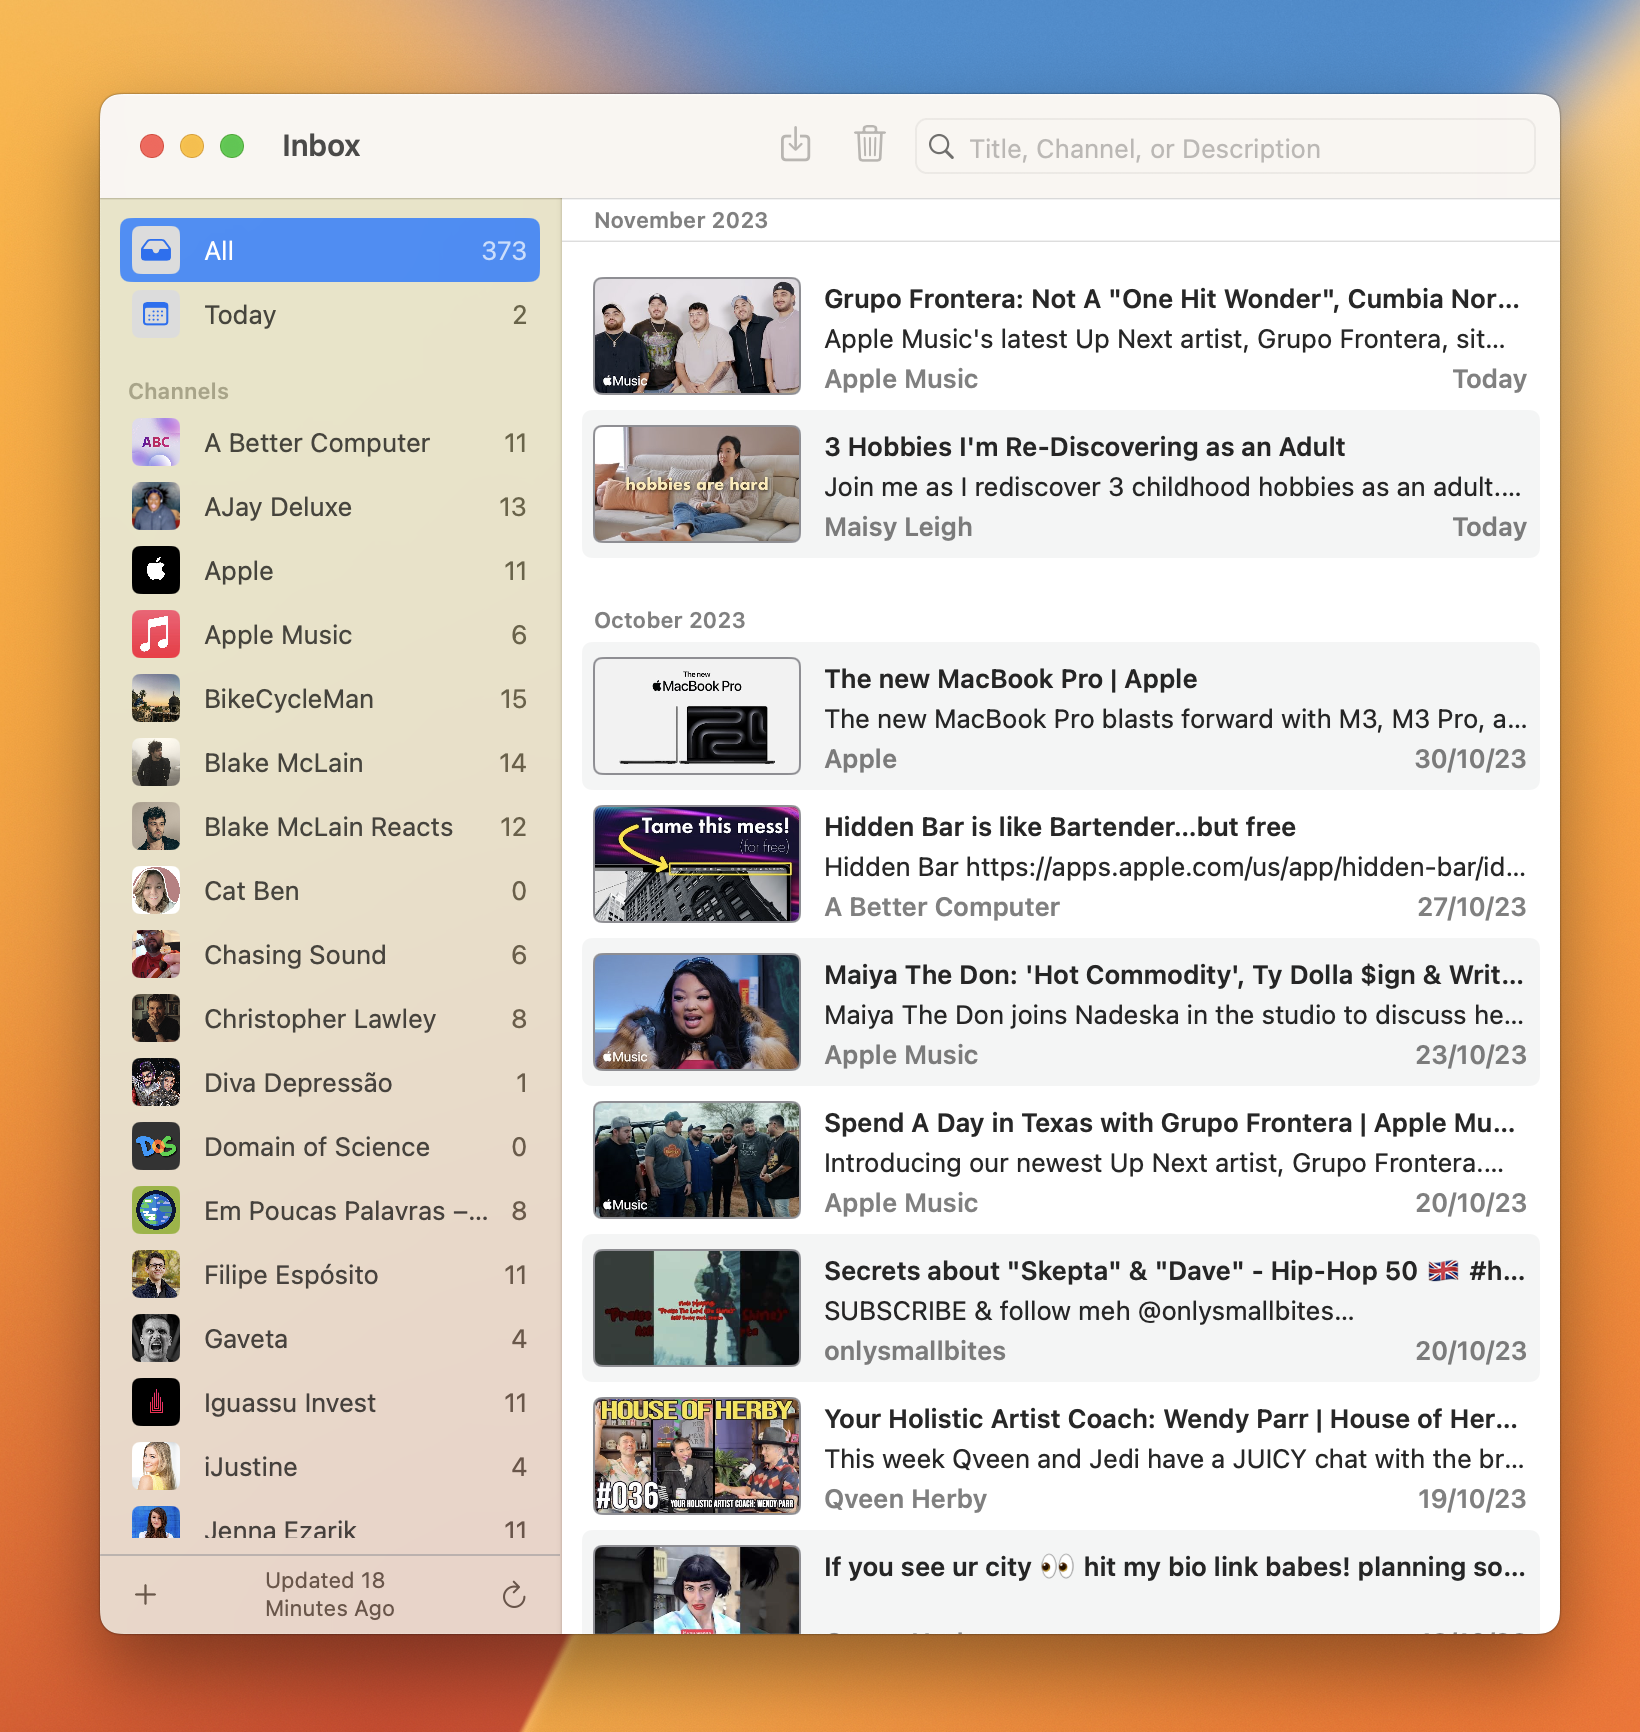 Inbox
Title, Channel, or Description
All 373
Today 2
Channels
ABC
A Better Computer 11
AJay Deluxe 13
Apple 11
Apple Music 6
BikeCycleMan 15
Blake McLain 14
Blake McLain Reacts 12
Cat Ben 0
Chasing Sound 6
Christopher Lawley 8
Diva Depressão 1
DOS
Domain of Science 0
Em Poucas Palavras –... 8
Filipe Espósito 11
Gaveta 4
Iguassu Invest 11
iJustine 4
Jenna Ezarik 11
Updated 18
Minutes Ago
November 2023
Music
Grupo Frontera: Not A "One Hit Wonder", Cumbia Nor...
Apple Music's latest Up Next artist, Grupo Frontera, sit...
Apple Music Today
hobbies are hard
3 Hobbies I'm Re-Discovering as an Adult
Join me as I rediscover 3 childhood hobbies as an adult....
Maisy Leigh Today
October 2023
The new
MacBook Pro
The new MacBook Pro | Apple
The new MacBook Pro blasts forward with M3, M3 Pro, a...
Apple 30/10/23
Tame this mess!
(for free)
Hidden Bar is like Bartender...but free
Hidden Bar https://apps.apple.com/us/app/hidden-bar/id...
A Better Computer 27/10/23
Music
Maiya The Don: 'Hot Commodity', Ty Dolla $ign & Writ...
Maiya The Don joins Nadeska in the studio to discuss he...
Apple Music 23/10/23
Music
Spend A Day in Texas with Grupo Frontera | Apple Mu...
Introducing our newest Up Next artist, Grupo Frontera....
Apple Music 20/10/23
Secrets about "Skepta" & "Dave" - Hip-Hop 50 🇬🇧 #h...
SUBSCRIBE & follow meh @onlysmallbites...
onlysmallbites 20/10/23
HOUSE OF HERBY
#036 YOUR HOLISTIC ARTIST COACH: WENDY PARR
Your Holistic Artist Coach: Wendy Parr | House of Her...
This week Qveen and Jedi have a JUICY chat with the br...
Qveen Herby 19/10/23
If you see ur city 👀 hit my bio link babes! planning so...